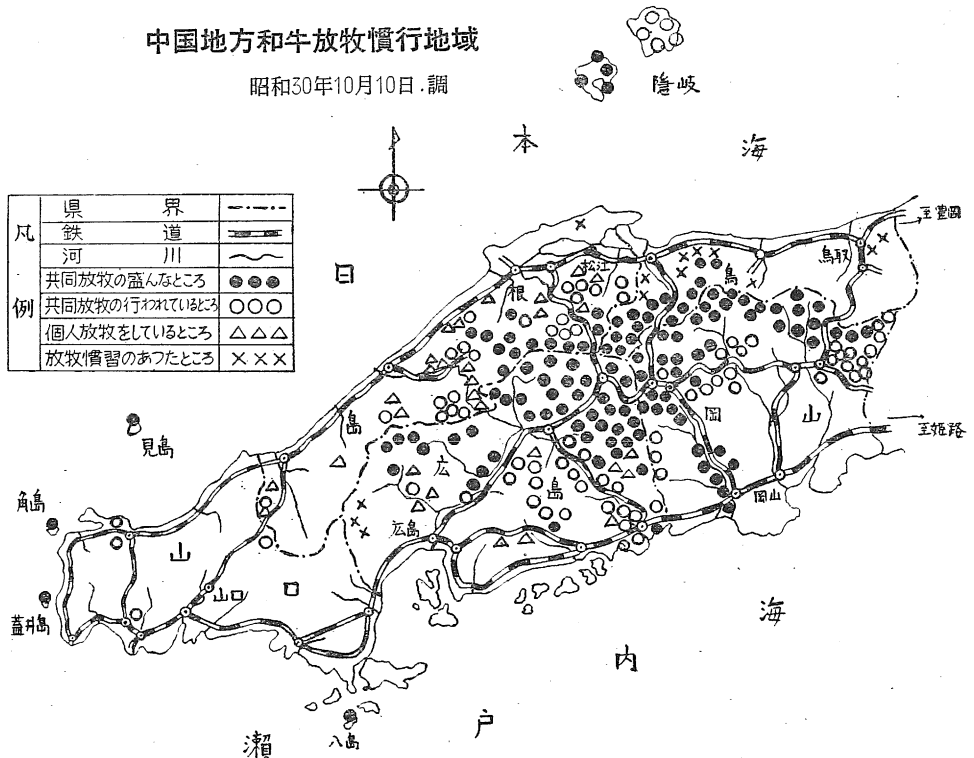 中国地方和牛放牧慣行地域
昭和30年10月10日.調
隠岐
日本海
凡例
県界
鉄道
河川
共同放牧の盛んなところ
共同放牧の行われているところ
個人放牧をしているところ
放牧慣習のあつたところ
至豊岡
鳥取
鳥
松江
根
島
岡
山
至姫路
見島
角島
広
島
岡山
広島
山
山口
口
蓋井島
八島
瀬戸内海